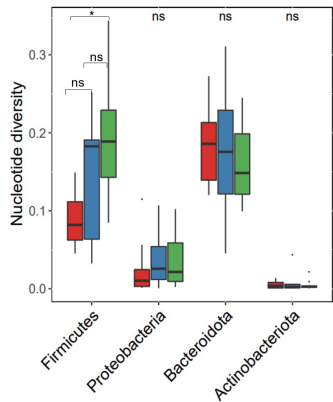 * ns ns ns
ns
ns
0.3
0.2
0.1
0.0
Nucleotide diversity
Firmicutes
Proteobacteria
Bacteroidota
Actinobacteriota